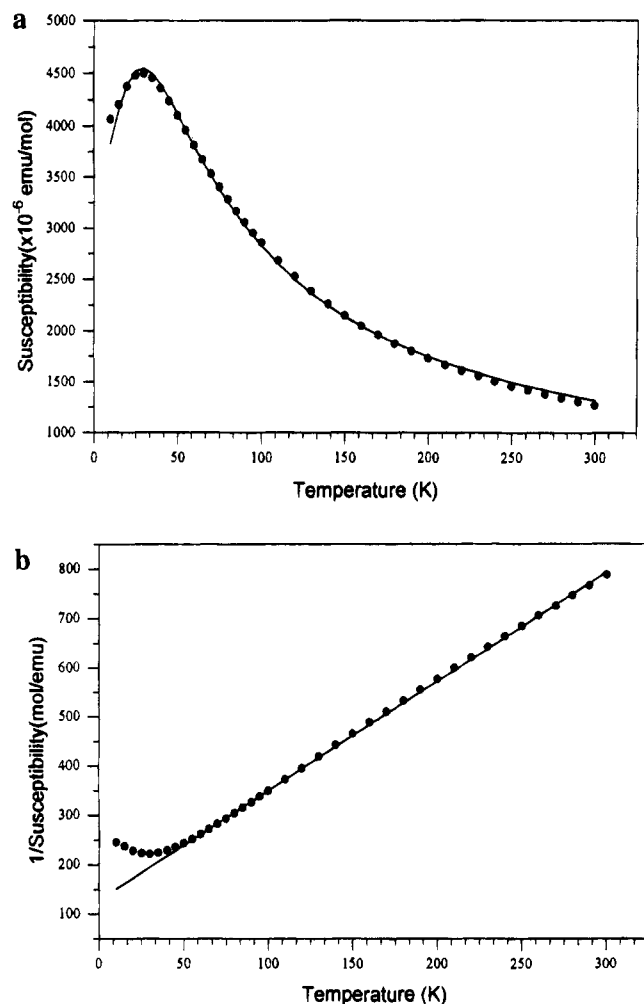 a
5000
4500
4000
3500
3000
2500
2000
1500
1000
Susceptibility(x10⁻⁶ emu/mol)
0 50 100 150 200 250 300
Temperature (K)
b
800
700
600
500
400
300
200
100
1/Susceptibility(mol/emu)
0 50 100 150 200 250 300
Temperature (K)